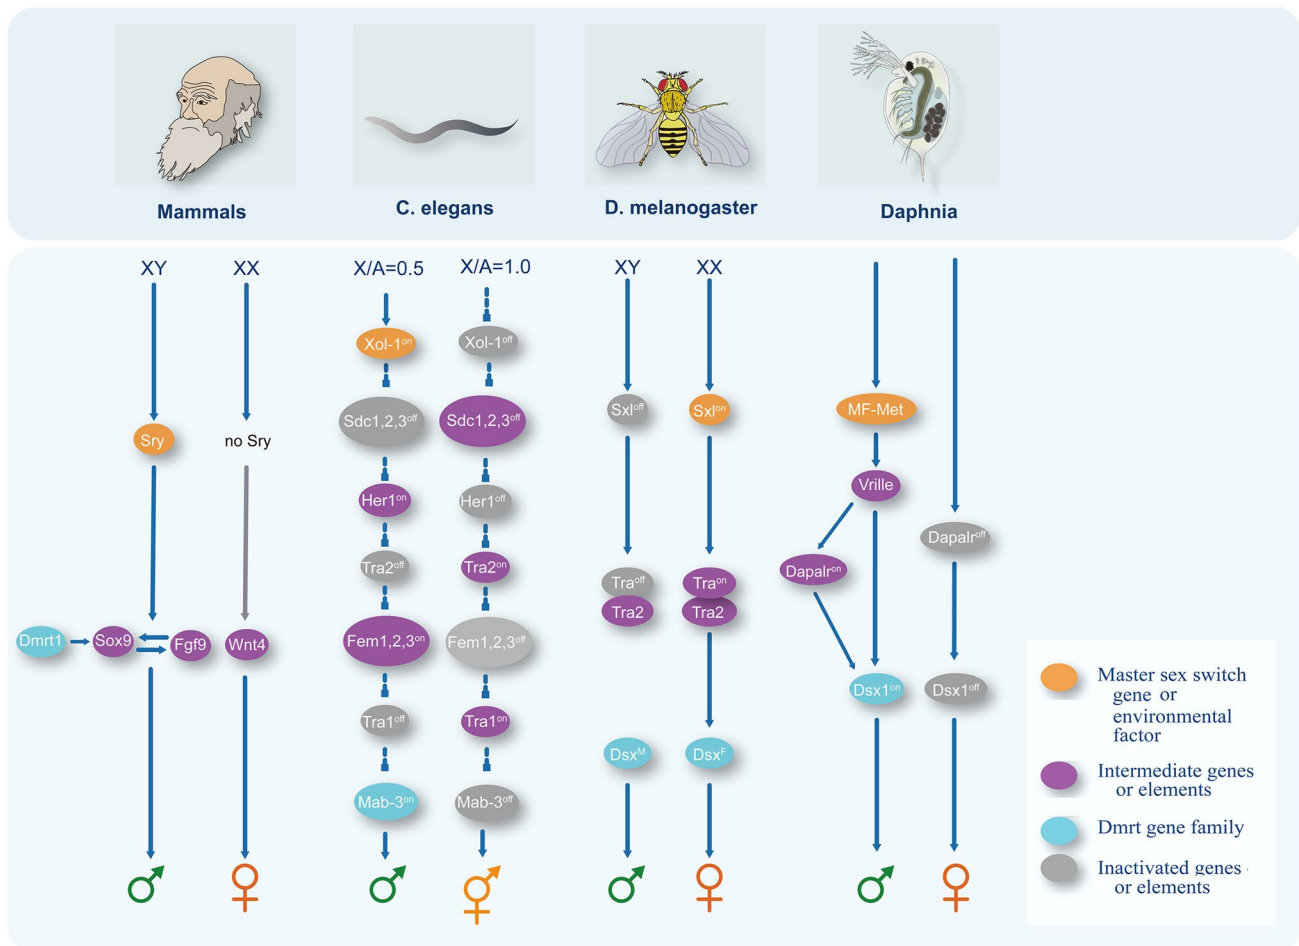 Mammals
C. elegans
D. melanogaster
Daphnia
XY
XX
X/A=0.5
X/A=1.0
XY
XX
Xol-1on
Xol-1off
Sxloff
Sxlon
MF-Met
Sdc1,2,3off
Sdc1,2,3off
Sry
no Sry
Vrille
Her1on
Her1off
Dapalroff
Tra2off
Tra2on
Dapalron
Traoff
Traon
Tra2
Tra2
Dmrt1
Sox9
Fgf9
Wnt4
Fem1,2,3on
Fem1,2,3off
Dsx1on
Dsx1off
Tra1off
Tra1on
DsxM
DsxF
Mab-3on
Mab-3off
Master sex switch
gene or
environmental
factor
Intermediate genes
or elements
Dmrt gene family
Inactivated genes
or elements